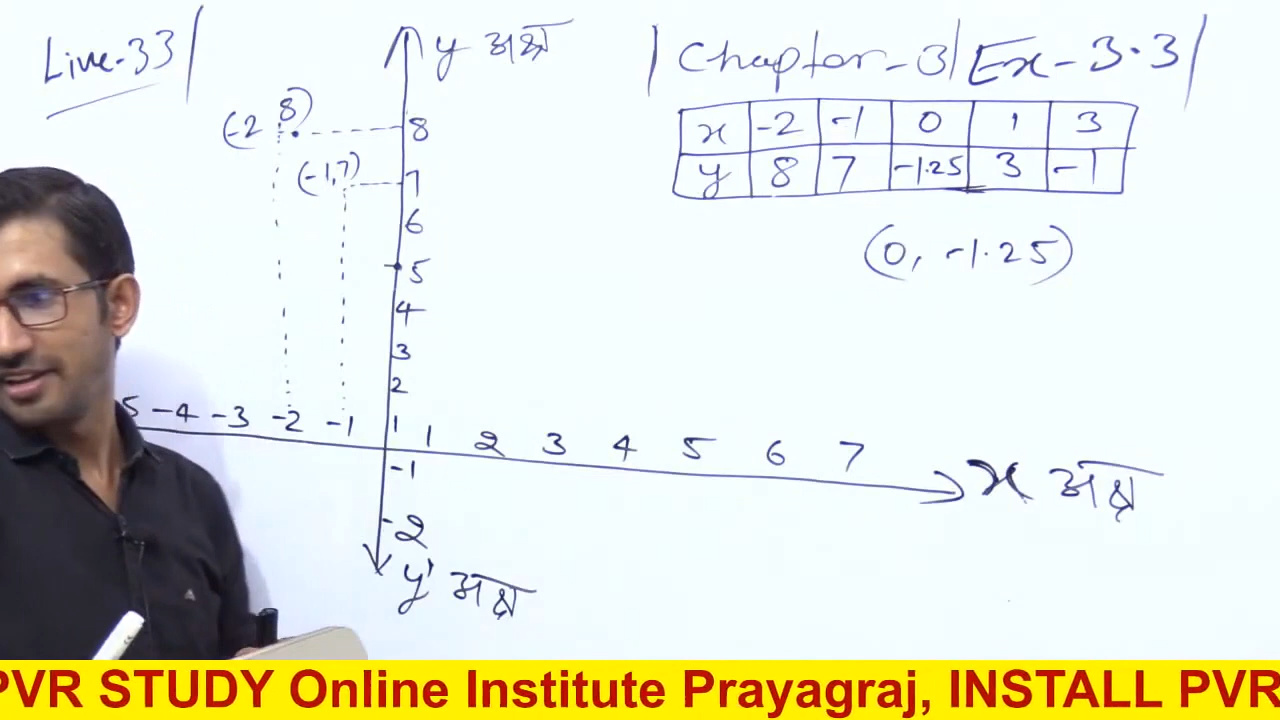 Live-33
y अक्ष
Chapter-3 Ex-3.3
x -2 -1 0 1 3
y 8 7 -1.25 3 -1
(0, -1.25)
(-2 8)
8
(-1,7)
7
6
5
4
3
2
1
5 -4 -3 -2 -1 1 2 3 4 5 6 7
x अक्ष
-1
-2
y' अक्ष
PVR STUDY Online Institute Prayagraj, INSTALL PVR